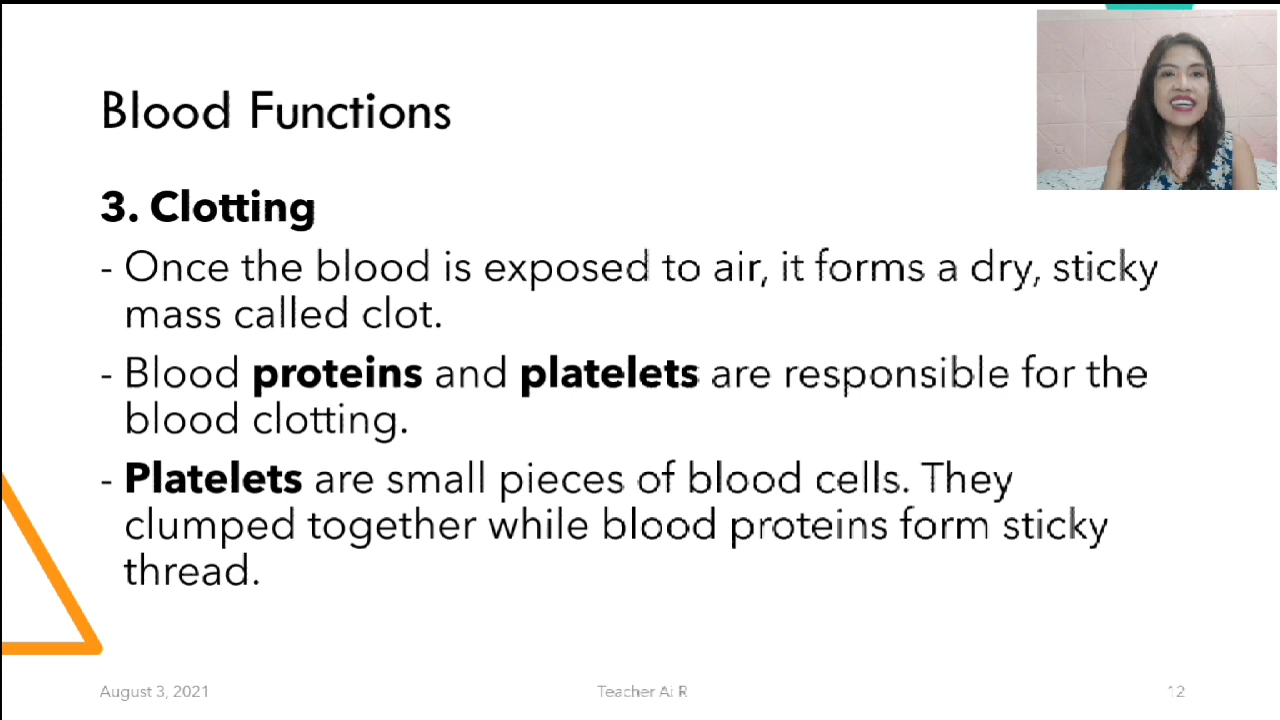 Blood Functions
3. Clotting
- Once the blood is exposed to air, it forms a dry, sticky
mass called clot.
- Blood proteins and platelets are responsible for the
blood clotting.
- Platelets are small pieces of blood cells. They
clumped together while blood proteins form sticky
thread.
August 3, 2021
Teacher Ai R
12